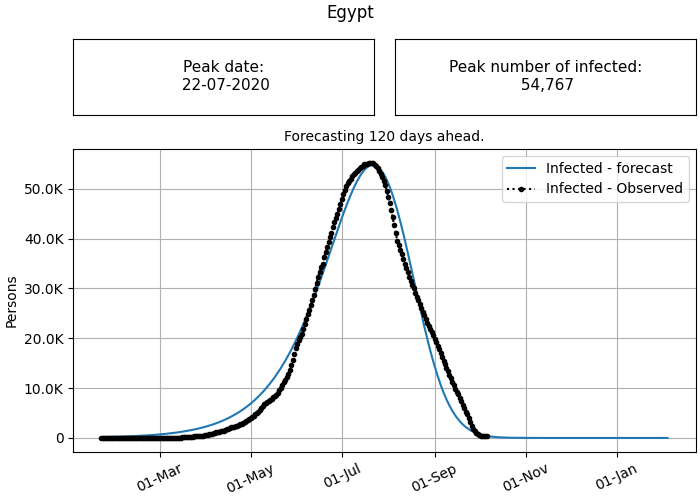 Egypt
Peak date:
22-07-2020
Peak number of infected:
54,767
Forecasting 120 days ahead.
Infected - forecast
Infected - Observed
Persons
50.0K
40.0K
30.0K
20.0K
10.0K
0
01-Mar
01-May
01-Jul
01-Sep
01-Nov
01-Jan